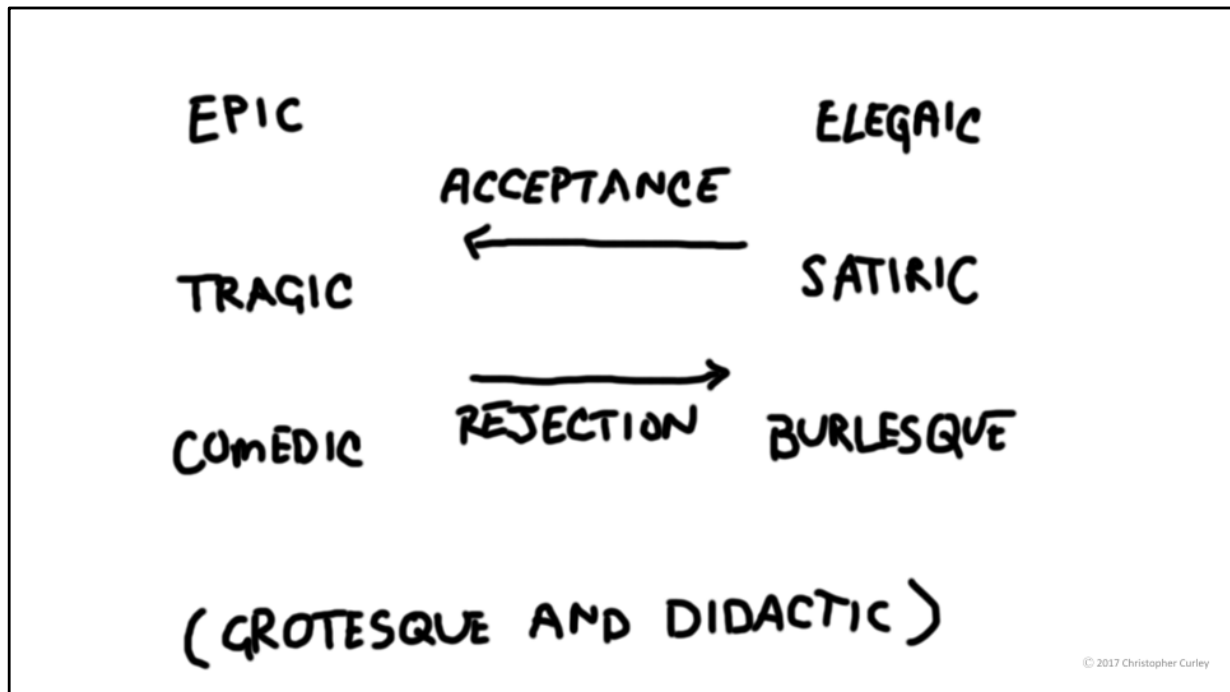 EPIC
ELEGAIC
ACCEPTANCE
TRAGIC
SATIRIC
COMEDIC
REJECTION
BURLESQUE
(GROTESQUE AND DIDACTIC)
© 2017 Christopher Curley